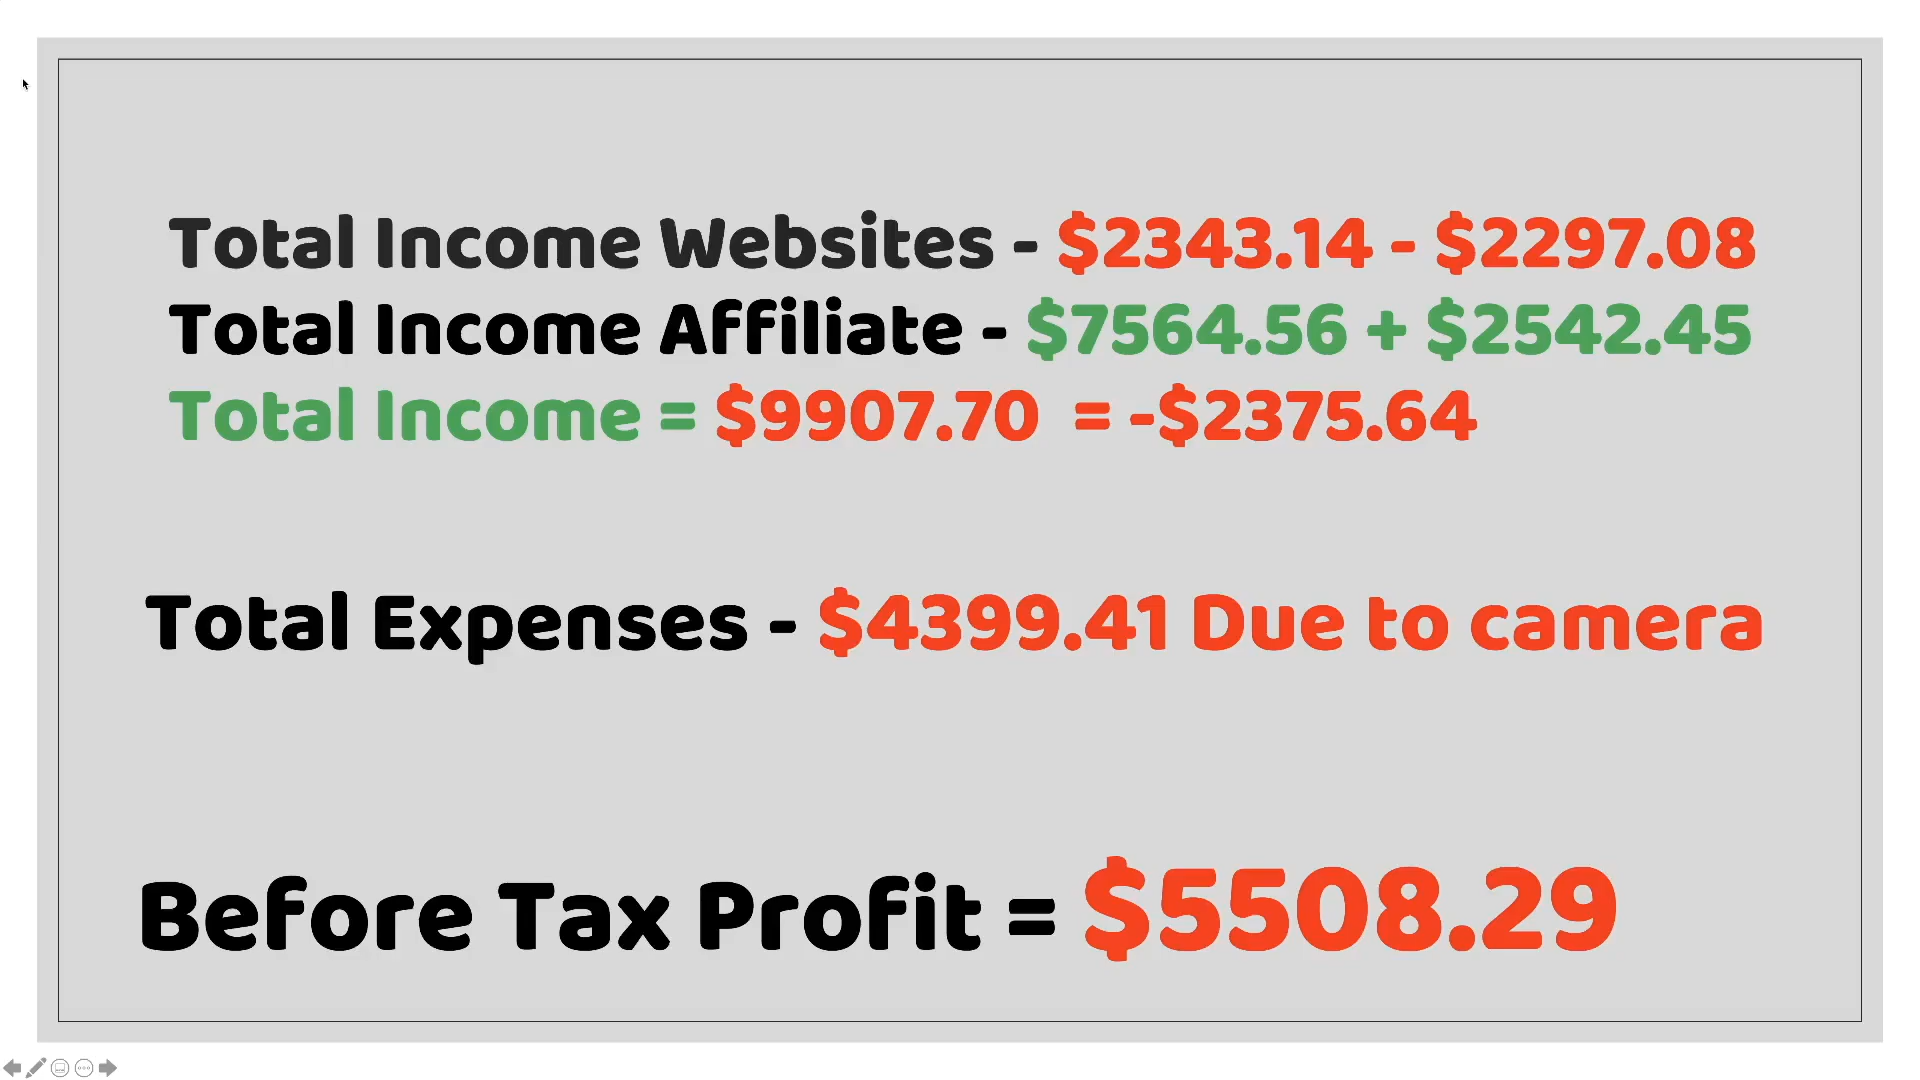 Total Income Websites - $2343.14 - $2297.08
Total Income Affiliate - $7564.56 + $2542.45
Total Income = $9907.70 = -$2375.64
Total Expenses - $4399.41 Due to camera
Before Tax Profit = $5508.29